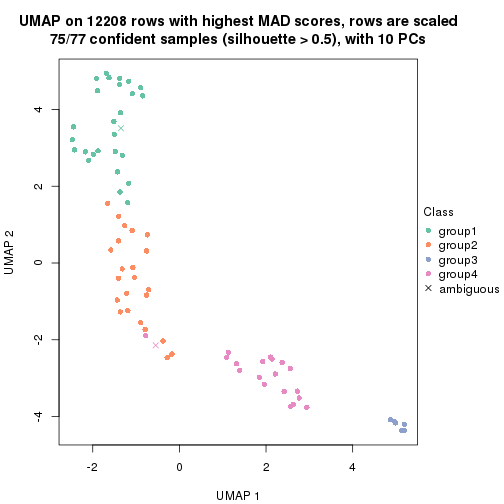 UMAP on 12208 rows with highest MAD scores, rows are scaled
75/77 confident samples (silhouette > 0.5), with 10 PCs
4
2
0
-2
-4
UMAP 2
-2
0
2
4
UMAP 1
Class
group1
group2
group3
group4
ambiguous